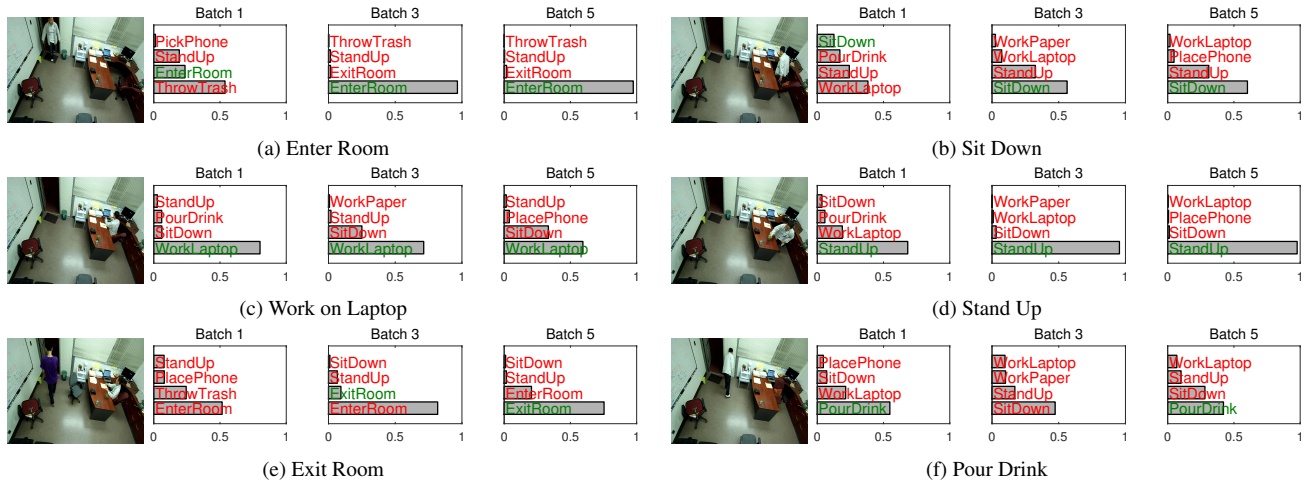 Batch 1
PickPhone
StandUp
EnterRoom
ThrowTrash
0 0.5 1
Batch 3
ThrowTrash
StandUp
ExitRoom
EnterRoom
0 0.5 1
Batch 5
ThrowTrash
StandUp
ExitRoom
EnterRoom
0 0.5 1
(a) Enter Room
Batch 1
SitDown
PourDrink
StandUp
WorkLaptop
0 0.5 1
Batch 3
WorkPaper
WorkLaptop
StandUp
SitDown
0 0.5 1
Batch 5
WorkLaptop
PlacePhone
StandUp
SitDown
0 0.5 1
(b) Sit Down
Batch 1
StandUp
PourDrink
SitDown
WorkLaptop
0 0.5 1
Batch 3
WorkPaper
StandUp
SitDown
WorkLaptop
0 0.5 1
Batch 5
StandUp
PlacePhone
SitDown
WorkLaptop
0 0.5 1
(c) Work on Laptop
Batch 1
SitDown
PourDrink
WorkLaptop
StandUp
0 0.5 1
Batch 3
WorkPaper
WorkLaptop
SitDown
StandUp
0 0.5 1
Batch 5
WorkLaptop
PlacePhone
SitDown
StandUp
0 0.5 1
(d) Stand Up
Batch 1
StandUp
PlacePhone
ThrowTrash
EnterRoom
0 0.5 1
Batch 3
SitDown
StandUp
ExitRoom
EnterRoom
0 0.5 1
Batch 5
SitDown
StandUp
EnterRoom
ExitRoom
0 0.5 1
(e) Exit Room
Batch 1
PlacePhone
SitDown
WorkLaptop
PourDrink
0 0.5 1
Batch 3
WorkLaptop
WorkPaper
StandUp
SitDown
0 0.5 1
Batch 5
WorkLaptop
StandUp
SitDown
PourDrink
0 0.5 1
(f) Pour Drink